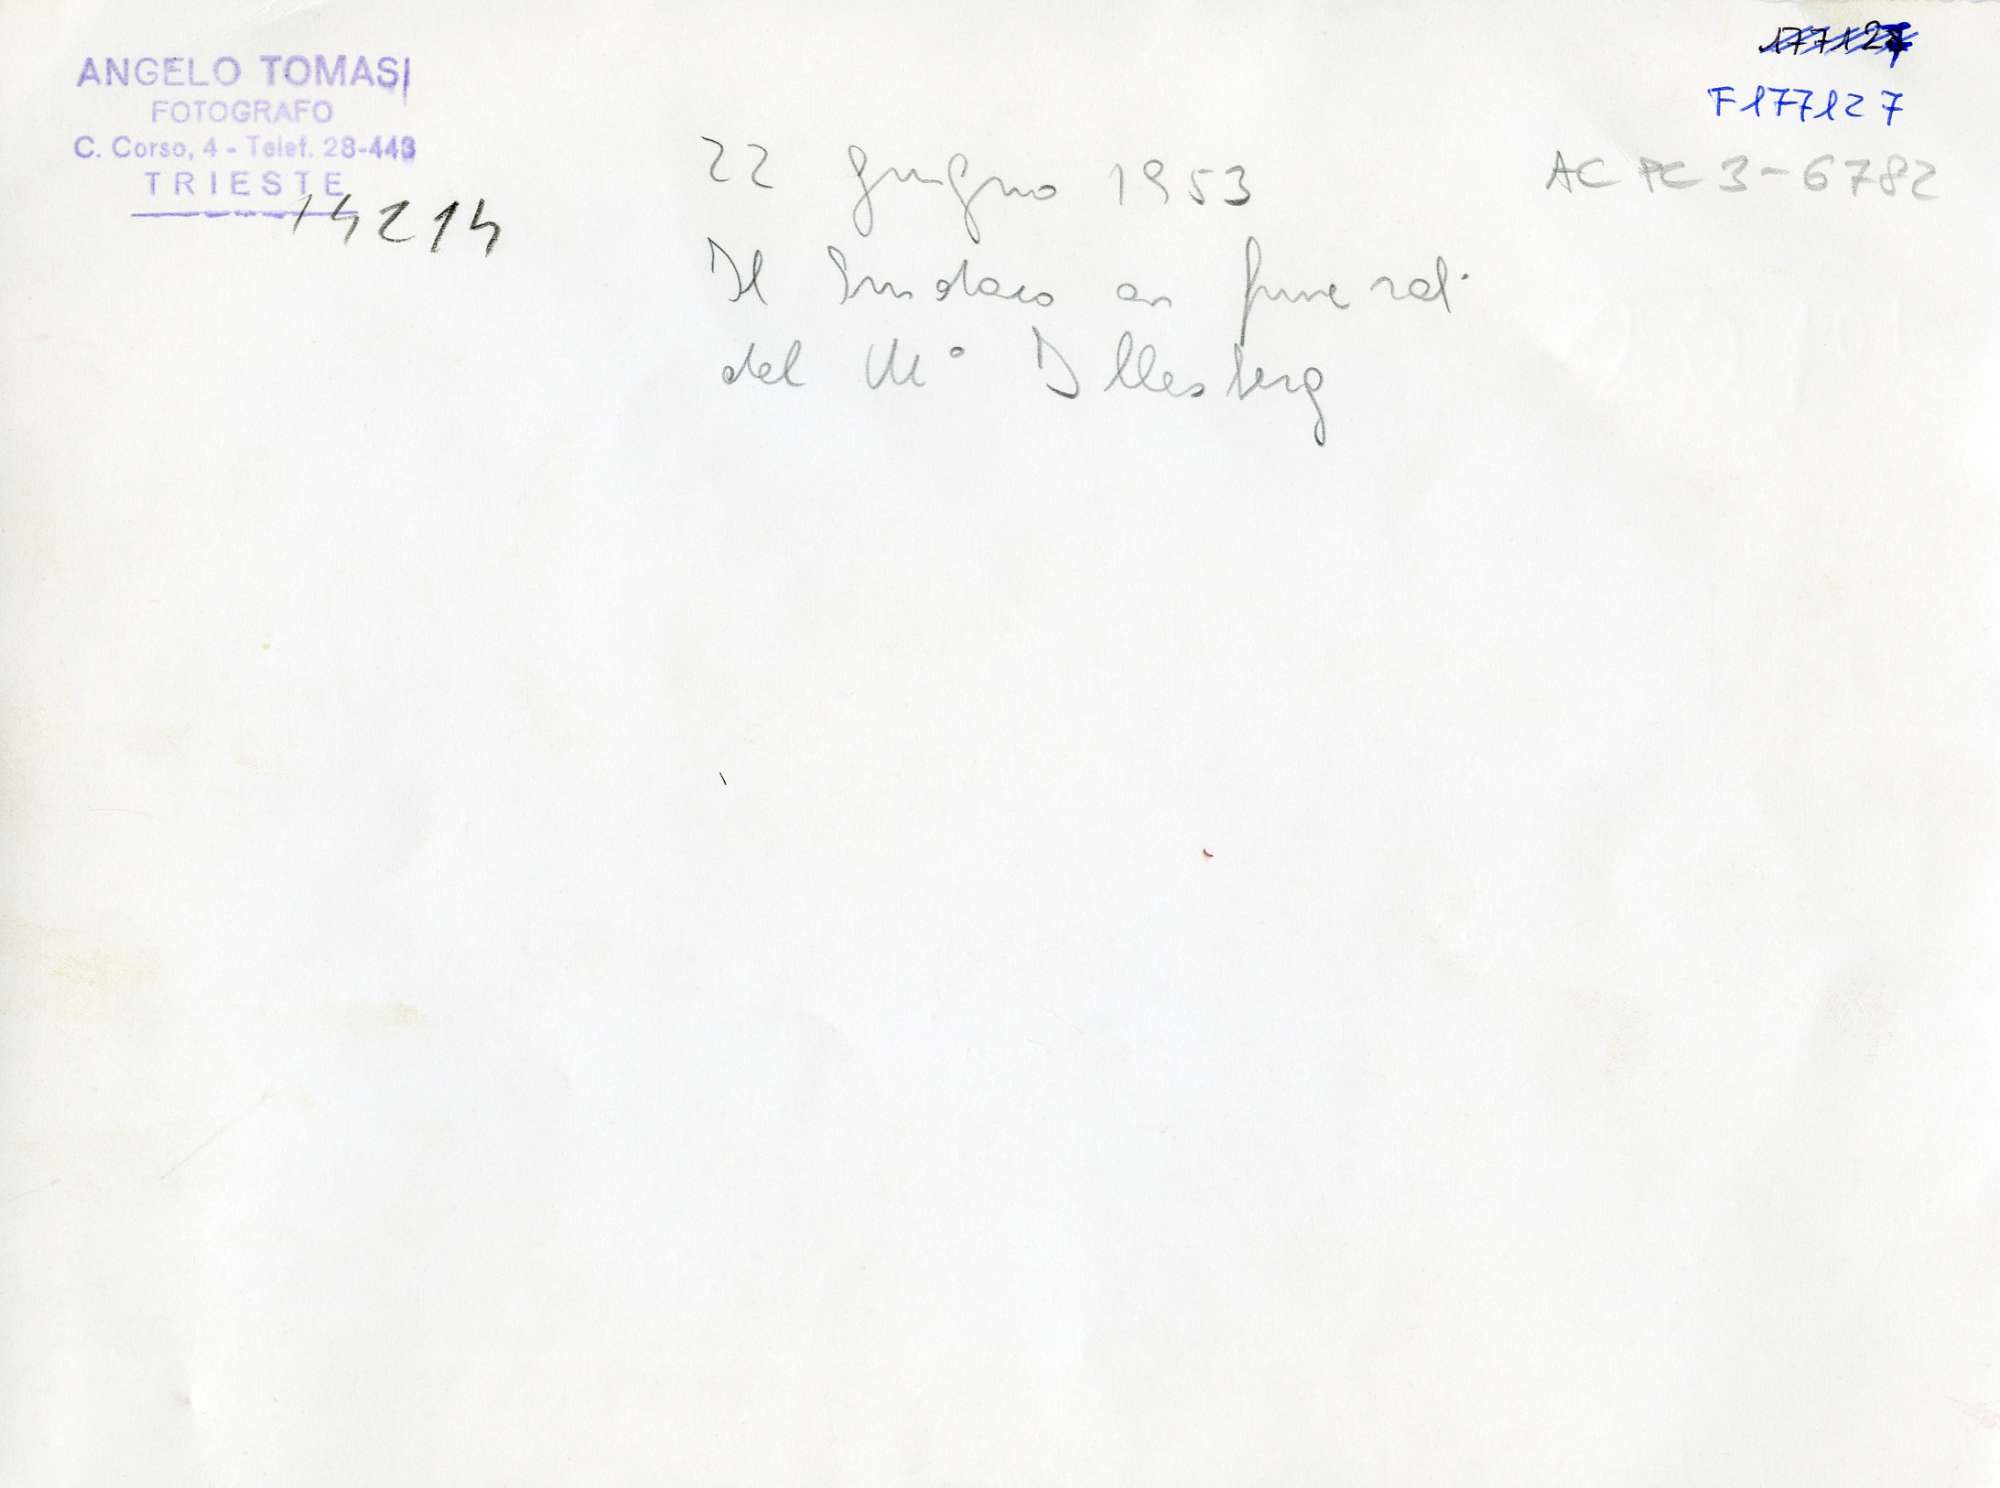 ANGELO TOMASI
FOTOGRAFO
C. Corso, 4 - Telef. 28-443
TRIESTE
14214
177127
F177127
AC PC 3-6782
22 giugno 1953
Il Sindaco ai funerali
del M° Illesberg